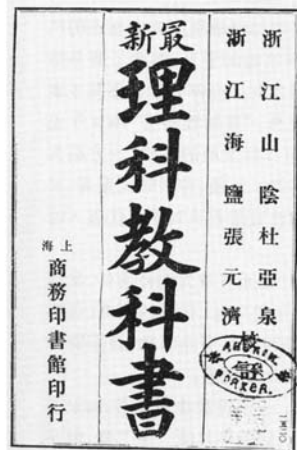 浙江山陰杜亞泉
浙江海鹽張元濟
最新
理科教科書
上海
商務印書館印行